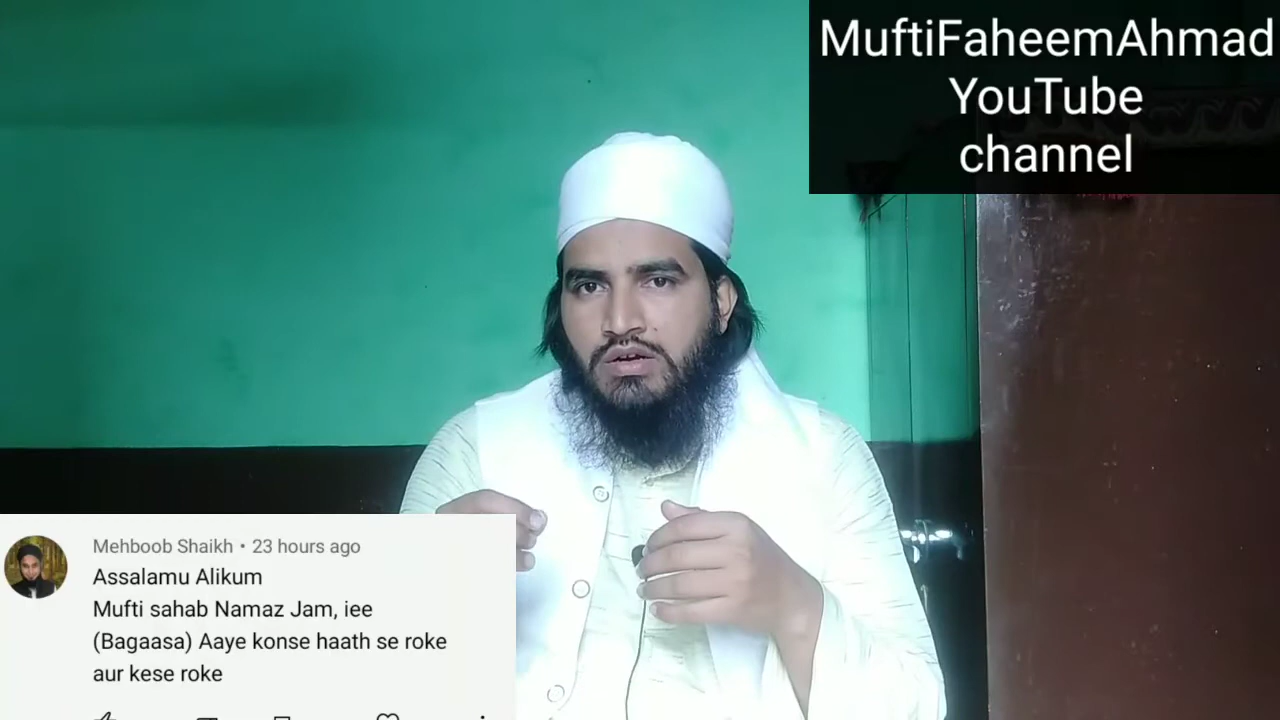 MuftiFaheemAhmad
YouTube
channel
Mehboob Shaikh • 23 hours ago
Assalamu Alikum
Mufti sahab Namaz Jam, iee
(Bagaasa) Aaye konse haath se roke
aur kese roke